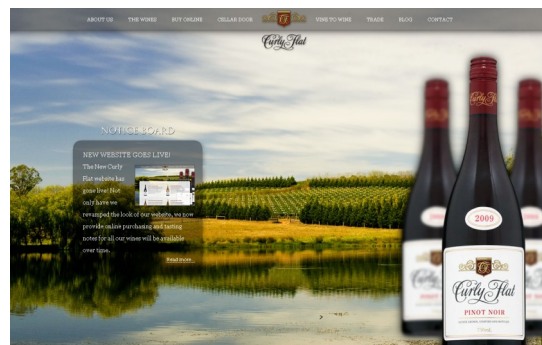 ABOUT US THE WINES BUY ONLINE CELLAR DOOR VINE TO WINE TRADE BLOG CONTACT
Curly Flat
NOTICE BOARD
NEW WEBSITE GOES LIVE!
The New Curly
Flat website has
gone live! Not
only have we
revamped the look of our website, we now
provide online purchasing and tasting
notes for all our wines will be available
over time.
Read more
Curly Flat
2009
Curly Flat
PINOT NOIR